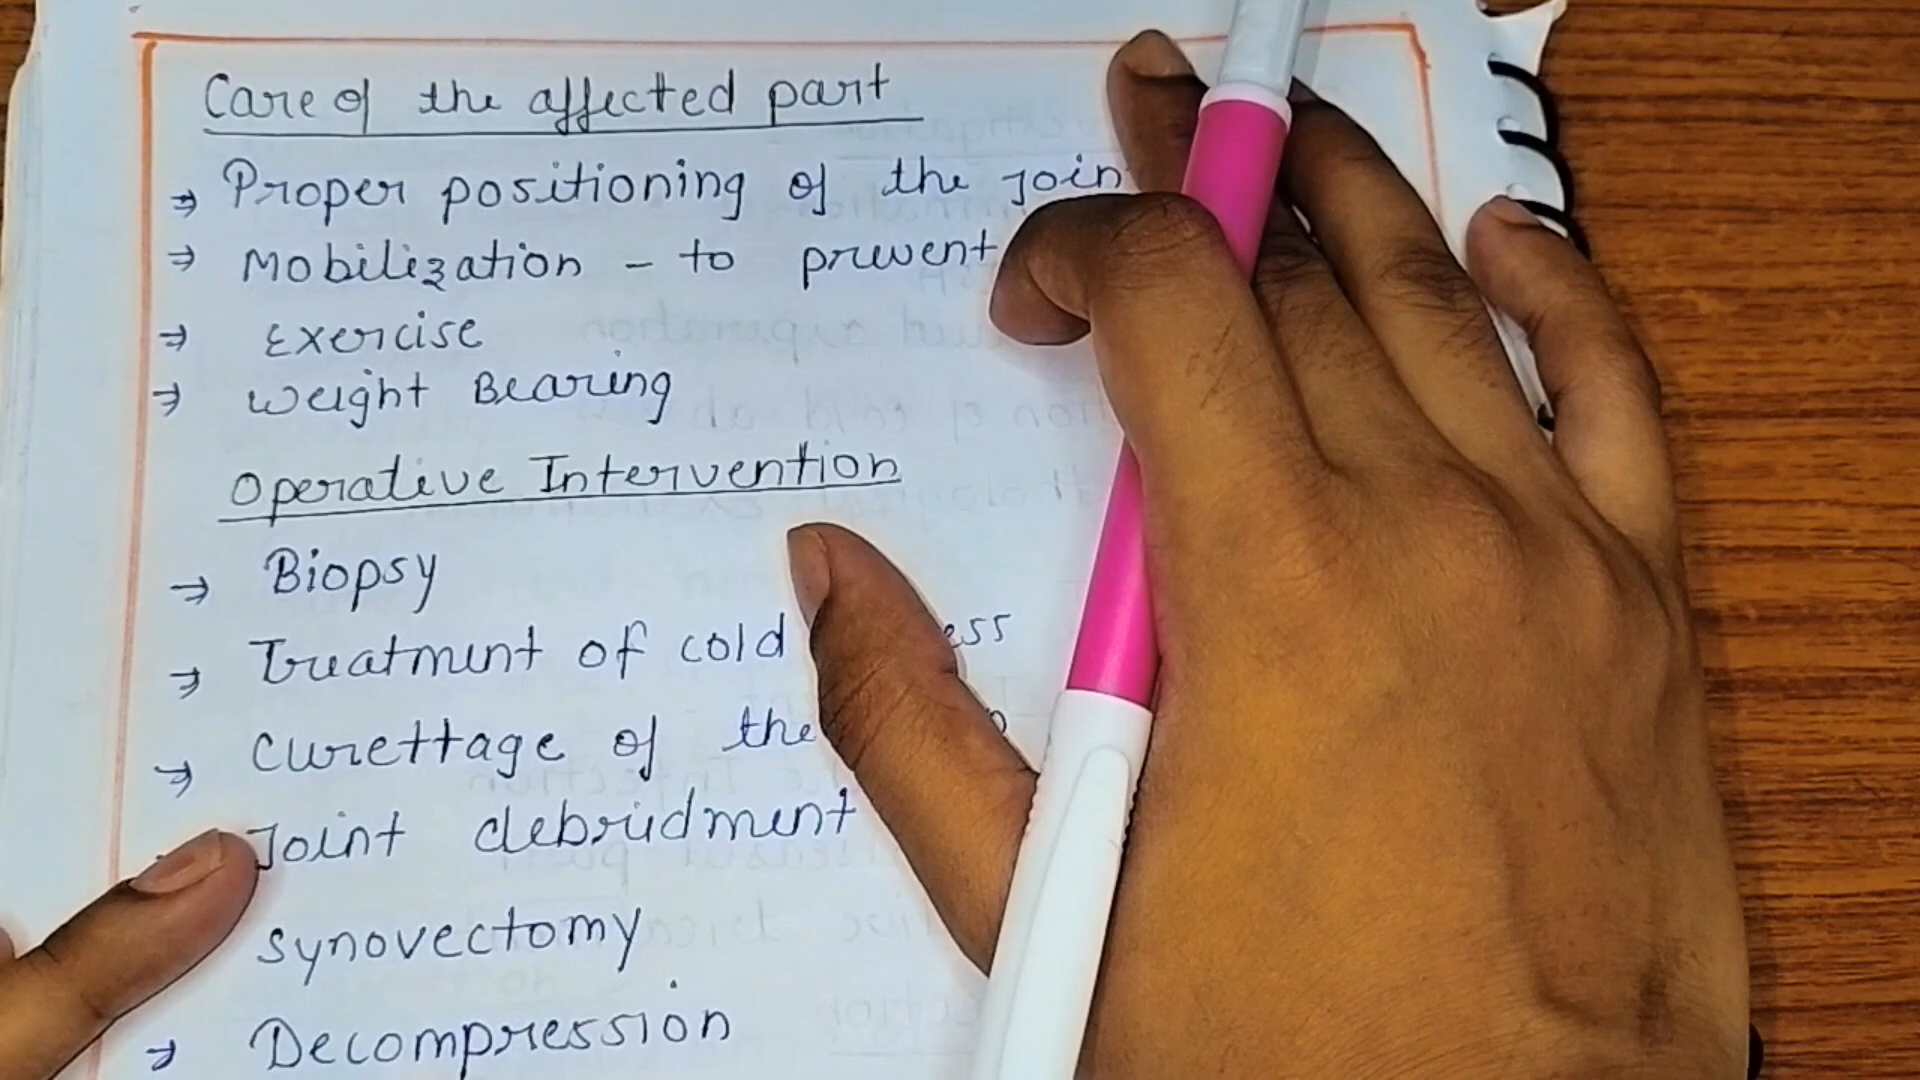 Care of the affected part
⇒ Proper positioning of the join
⇒ Mobilization - to prevent
⇒ Exercise
⇒ Weight Bearing
Operative Intervention
⇒ Biopsy
⇒ Treatment of cold ess
⇒ Curettage of the
Joint debridment
Synovectomy
⇒ Decompression